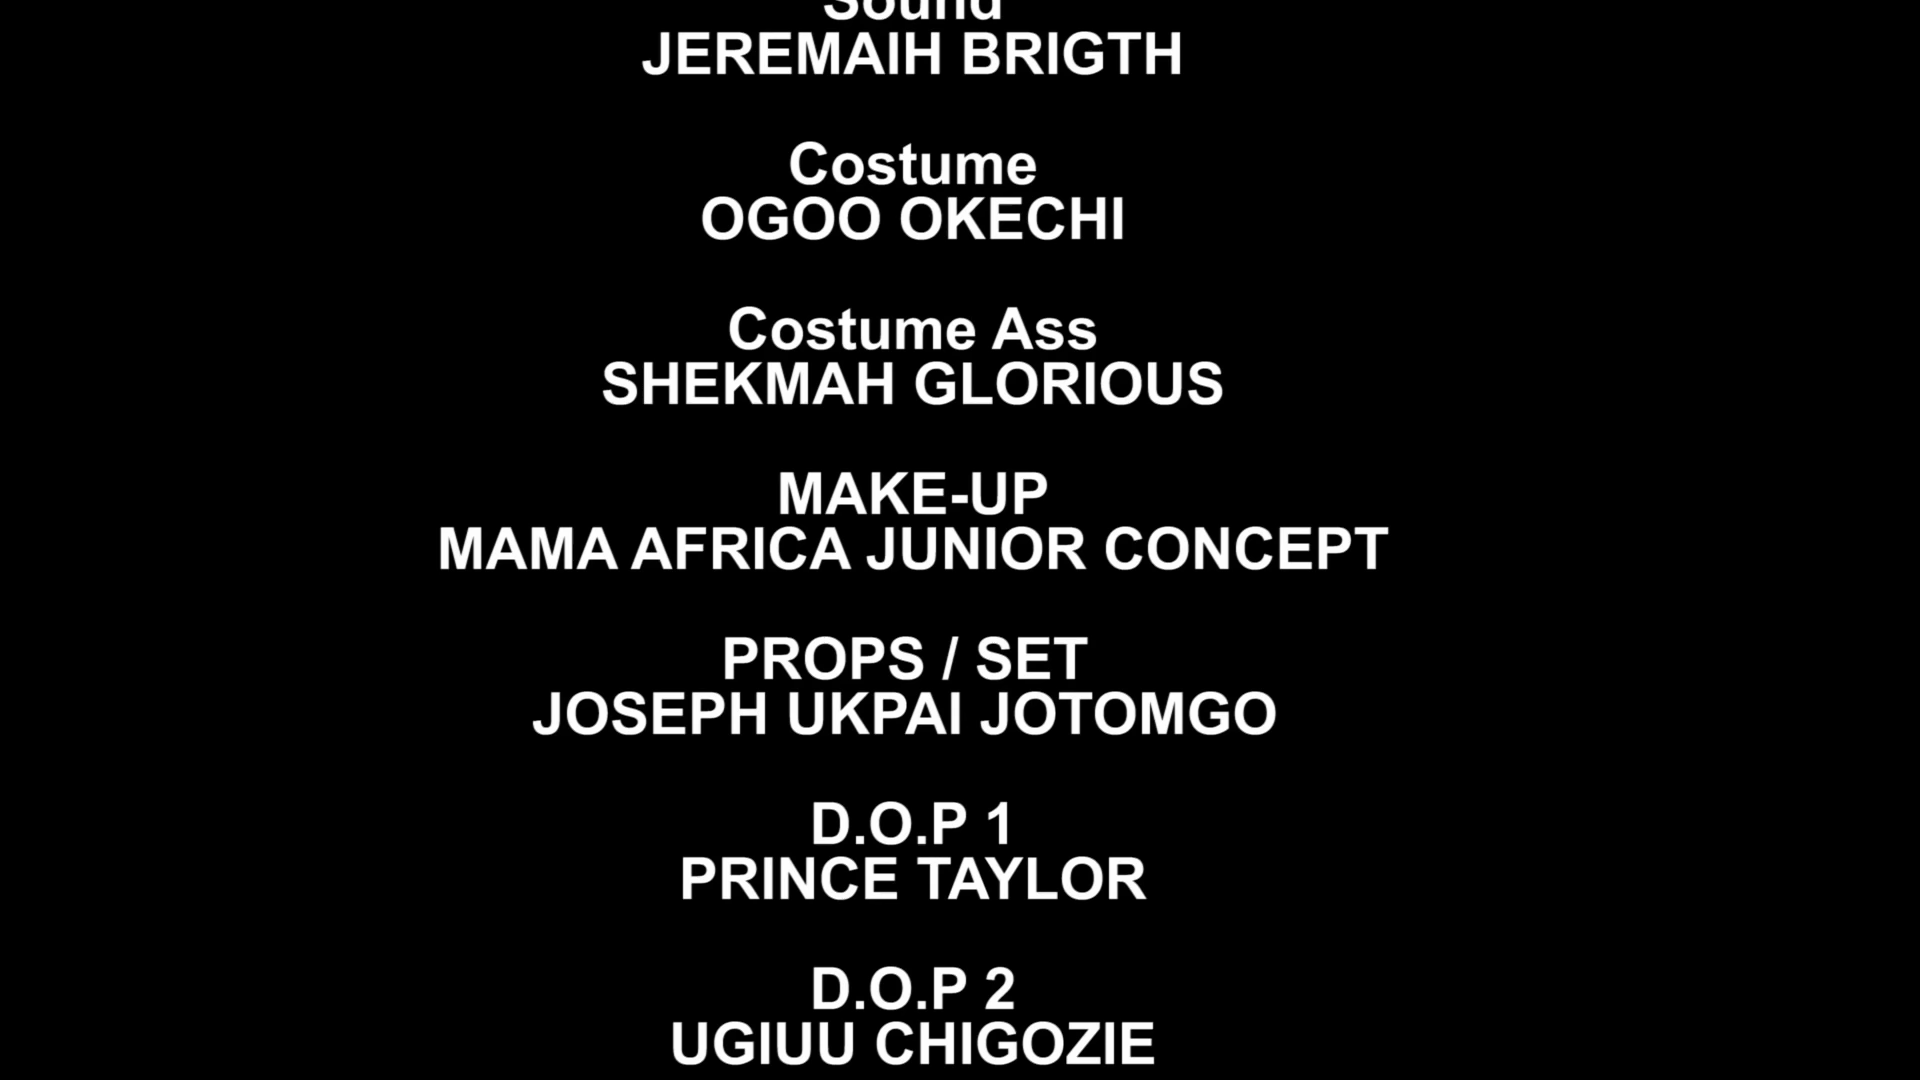 Sound
JEREMAIH BRIGTH
Costume
OGOO OKECHI
Costume Ass
SHEKMAH GLORIOUS
MAKE-UP
MAMA AFRICA JUNIOR CONCEPT
PROPS / SET
JOSEPH UKPAI JOTOMGO
D.O.P 1
PRINCE TAYLOR
D.O.P 2
UGIUU CHIGOZIE